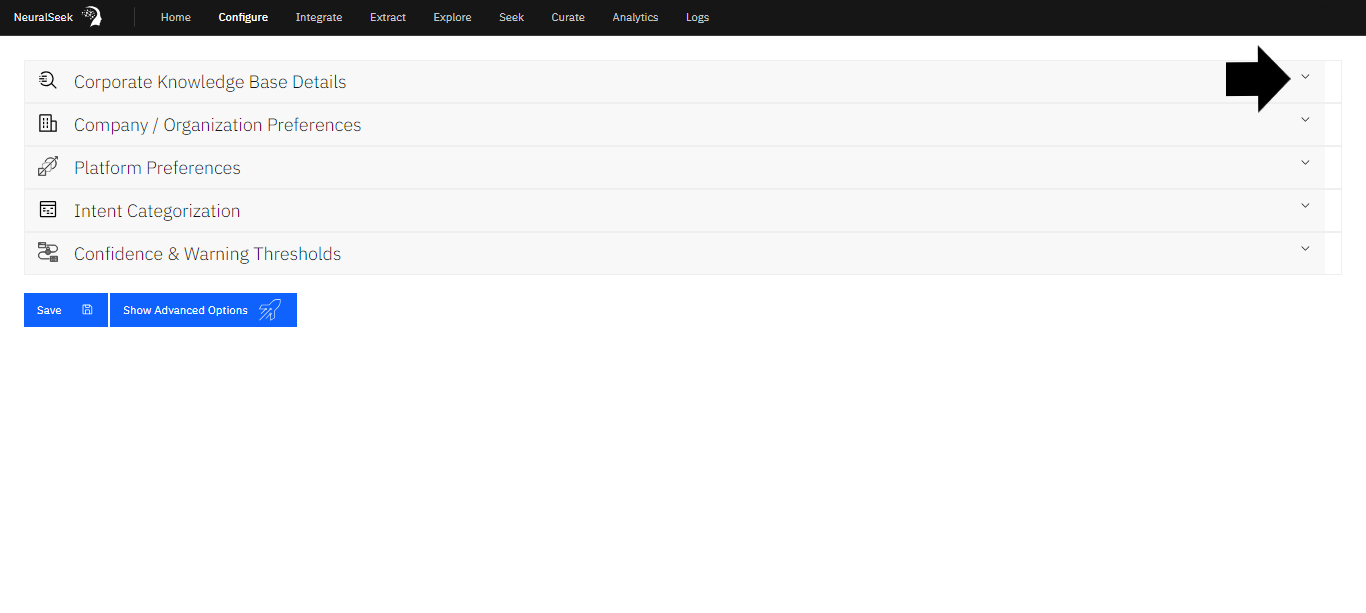 NeuralSeek Home Configure Integrate Extract Explore Seek Curate Analytics Logs
Corporate Knowledge Base Details
Company / Organization Preferences
Platform Preferences
Intent Categorization
Confidence & Warning Thresholds
Save Show Advanced Options